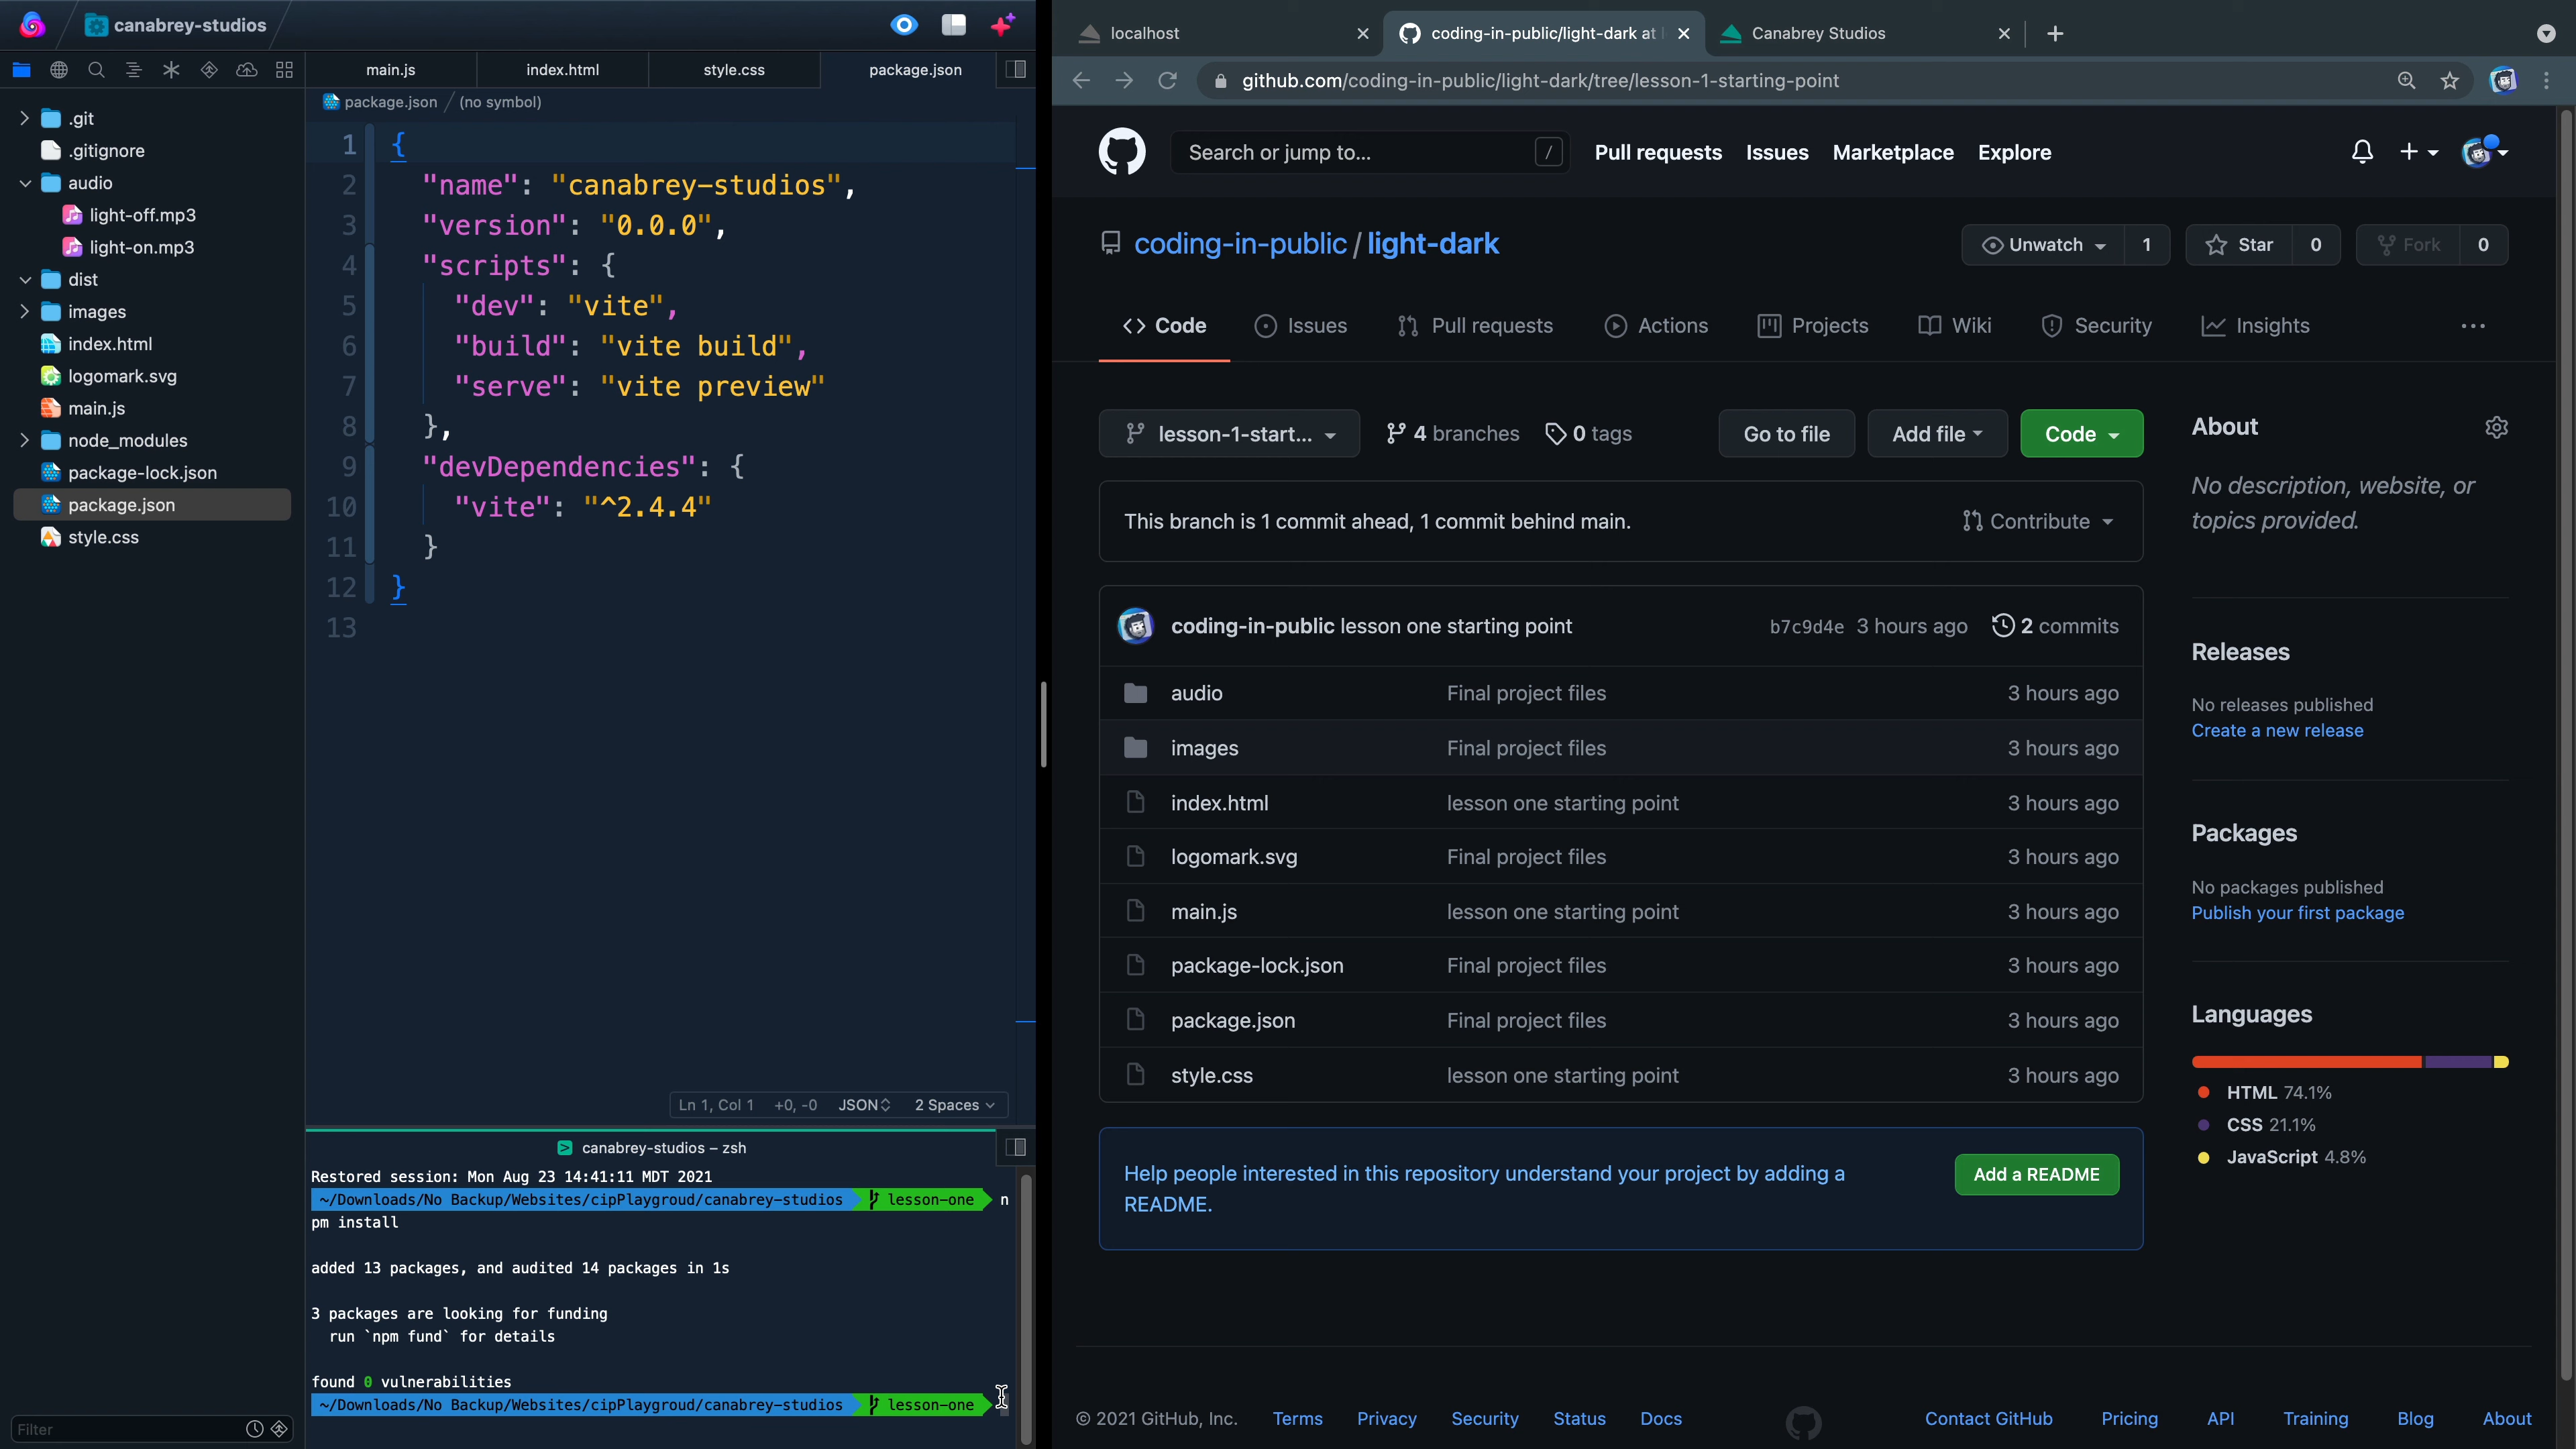 canabrey-studios
main.js
index.html
style.css
package.json
package.json / (no symbol)
.git
.gitignore
audio
light-off.mp3
light-on.mp3
dist
images
index.html
logomark.svg
main.js
node_modules
package-lock.json
package.json
style.css
Filter
1 {
2 "name": "canabrey-studios",
3 "version": "0.0.0",
4 "scripts": {
5 "dev": "vite",
6 "build": "vite build",
7 "serve": "vite preview"
8 },
9 "devDependencies": {
10 "vite": "^2.4.4"
11 }
12 }
13
Ln 1, Col 1 +0, -0 JSON 2 Spaces
canabrey-studios – zsh
Restored session: Mon Aug 23 14:41:11 MDT 2021
~/Downloads/No Backup/Websites/cipPlaygroud/canabrey-studios lesson-one n
pm install
added 13 packages, and audited 14 packages in 1s
3 packages are looking for funding
run `npm fund` for details
found 0 vulnerabilities
~/Downloads/No Backup/Websites/cipPlaygroud/canabrey-studios lesson-one
localhost
coding-in-public/light-dark at
Canabrey Studios
github.com/coding-in-public/light-dark/tree/lesson-1-starting-point
Search or jump to... /
Pull requests Issues Marketplace Explore
coding-in-public / light-dark
Unwatch 1
Star 0
Fork 0
Code Issues Pull requests Actions Projects Wiki Security Insights
lesson-1-start... 4 branches 0 tags
Go to file Add file Code
This branch is 1 commit ahead, 1 commit behind main.
Contribute
coding-in-public lesson one starting point b7c9d4e 3 hours ago 2 commits
audio Final project files 3 hours ago
images Final project files 3 hours ago
index.html lesson one starting point 3 hours ago
logomark.svg Final project files 3 hours ago
main.js lesson one starting point 3 hours ago
package-lock.json Final project files 3 hours ago
package.json Final project files 3 hours ago
style.css lesson one starting point 3 hours ago
Help people interested in this repository understand your project by adding a
README.
Add a README
About
No description, website, or
topics provided.
Releases
No releases published
Create a new release
Packages
No packages published
Publish your first package
Languages
HTML 74.1%
CSS 21.1%
JavaScript 4.8%
© 2021 GitHub, Inc. Terms Privacy Security Status Docs Contact GitHub Pricing API Training Blog About